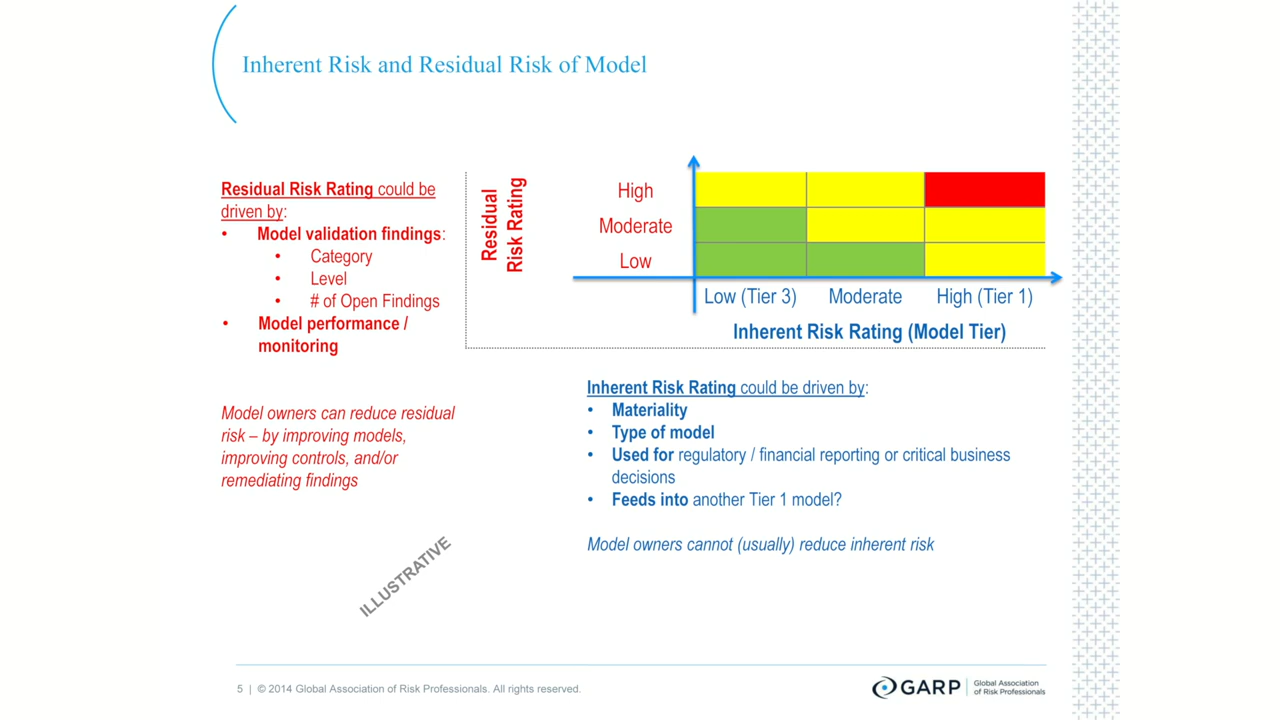 Inherent Risk and Residual Risk of Model
Residual Risk Rating could be
driven by:
• Model validation findings:
• Category
• Level
• # of Open Findings
• Model performance /
monitoring
Model owners can reduce residual
risk – by improving models,
improving controls, and/or
remediating findings
ILLUSTRATIVE
Residual
Risk Rating
High
Moderate
Low
Low (Tier 3) Moderate High (Tier 1)
Inherent Risk Rating (Model Tier)
Inherent Risk Rating could be driven by:
• Materiality
• Type of model
• Used for regulatory / financial reporting or critical business
decisions
• Feeds into another Tier 1 model?
Model owners cannot (usually) reduce inherent risk
5 | © 2014 Global Association of Risk Professionals. All rights reserved.
GARP
Global Association
of Risk Professionals